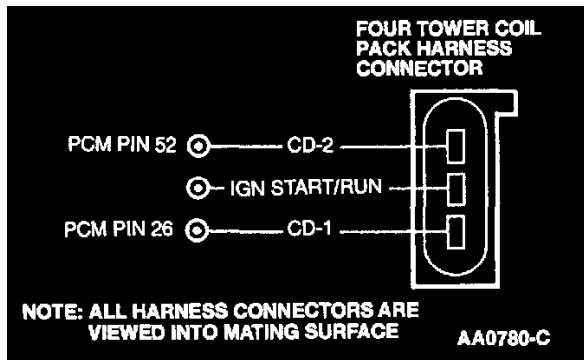 FOUR TOWER COIL
PACK HARNESS
CONNECTOR
PCM PIN 52 CD-2
IGN START/RUN
PCM PIN 26 CD-1
NOTE: ALL HARNESS CONNECTORS ARE
VIEWED INTO MATING SURFACE
AA0780-C